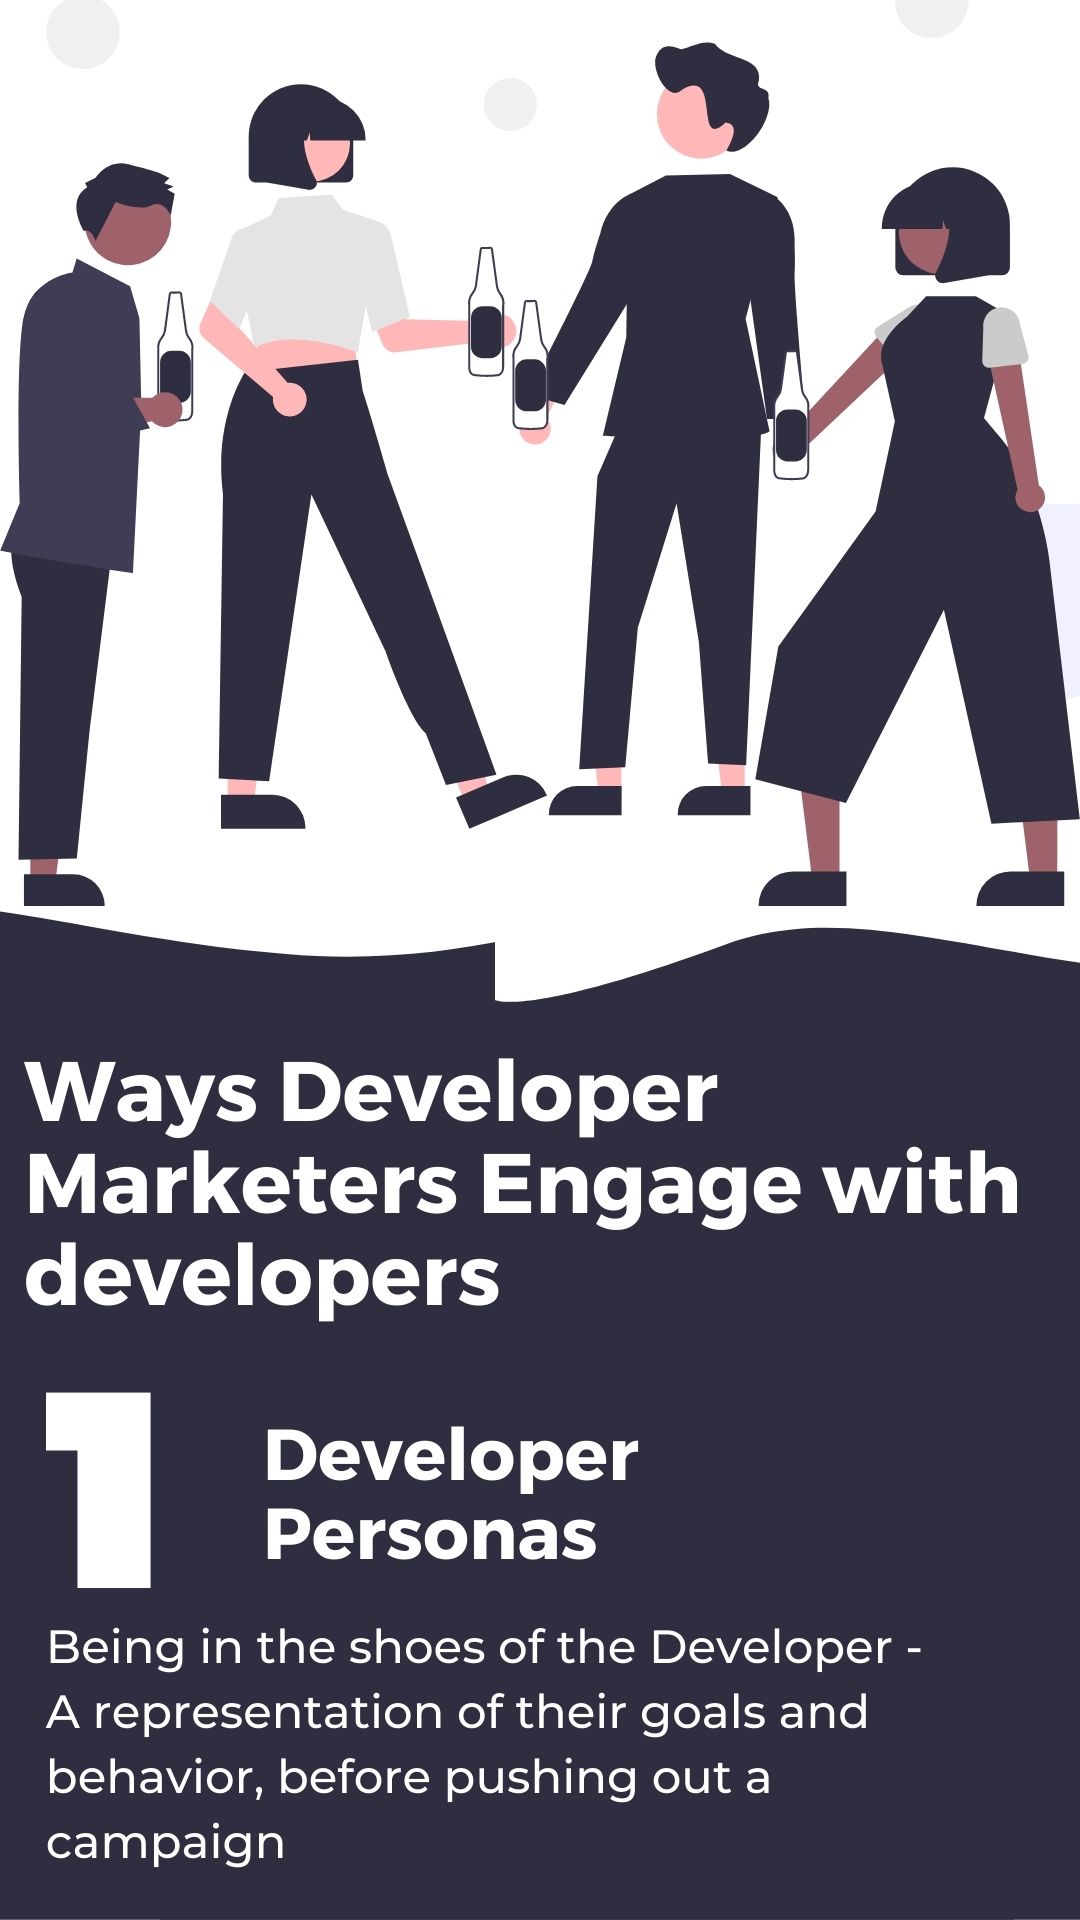 Ways Developer
Marketers Engage with
developers
1
Developer
Personas
Being in the shoes of the Developer -
A representation of their goals and
behavior, before pushing out a
campaign